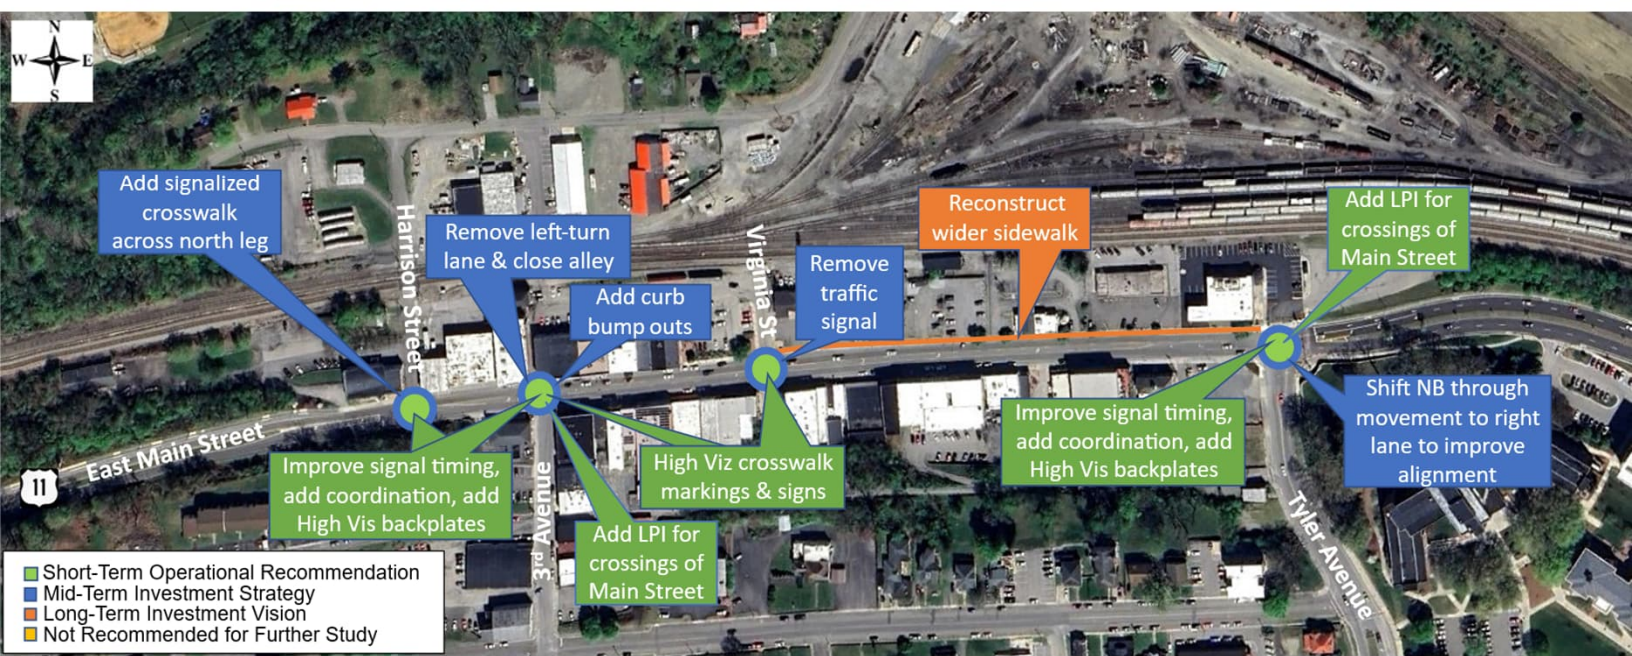 N
W E
S
Add signalized
crosswalk
across north leg
Harrison Street
Remove left-turn
lane & close alley
Add curb
bump outs
Virginia St
Remove
traffic
signal
Reconstruct
wider sidewalk
Add LPI for
crossings of
Main Street
East Main Street
11
Improve signal timing,
add coordination, add
High Vis backplates
3rd Avenue
Add LPI for
crossings of
Main Street
High Viz crosswalk
markings & signs
Improve signal timing,
add coordination, add
High Vis backplates
Shift NB through
movement to right
lane to improve
alignment
Tyler Avenue
Short-Term Operational Recommendation
Mid-Term Investment Strategy
Long-Term Investment Vision
Not Recommended for Further Study